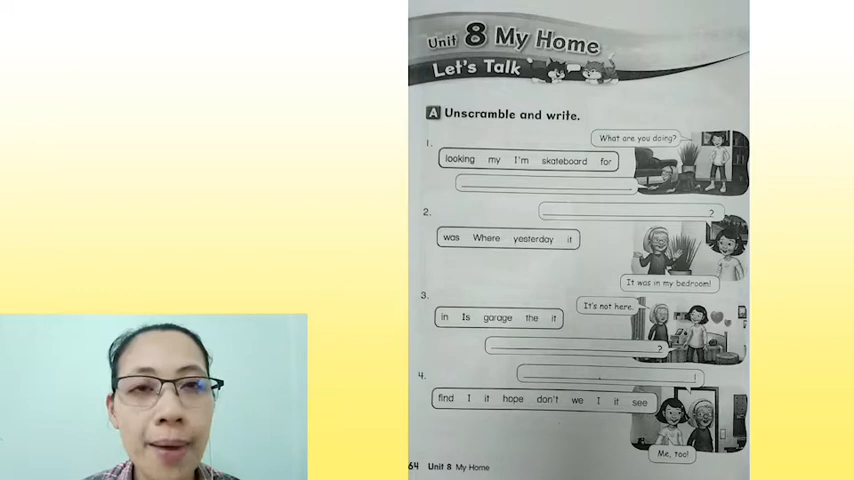 Unit 8 My Home
Let's Talk
A Unscramble and write.
What are you doing?
1.
looking my I'm skateboard for
?
2.
was Where yesterday it
It was in my bedroom!
3.
It's not here.
in Is garage the it
?
4.
!
find I it hope don't we I it see
Me, too!
64 Unit 8 My Home